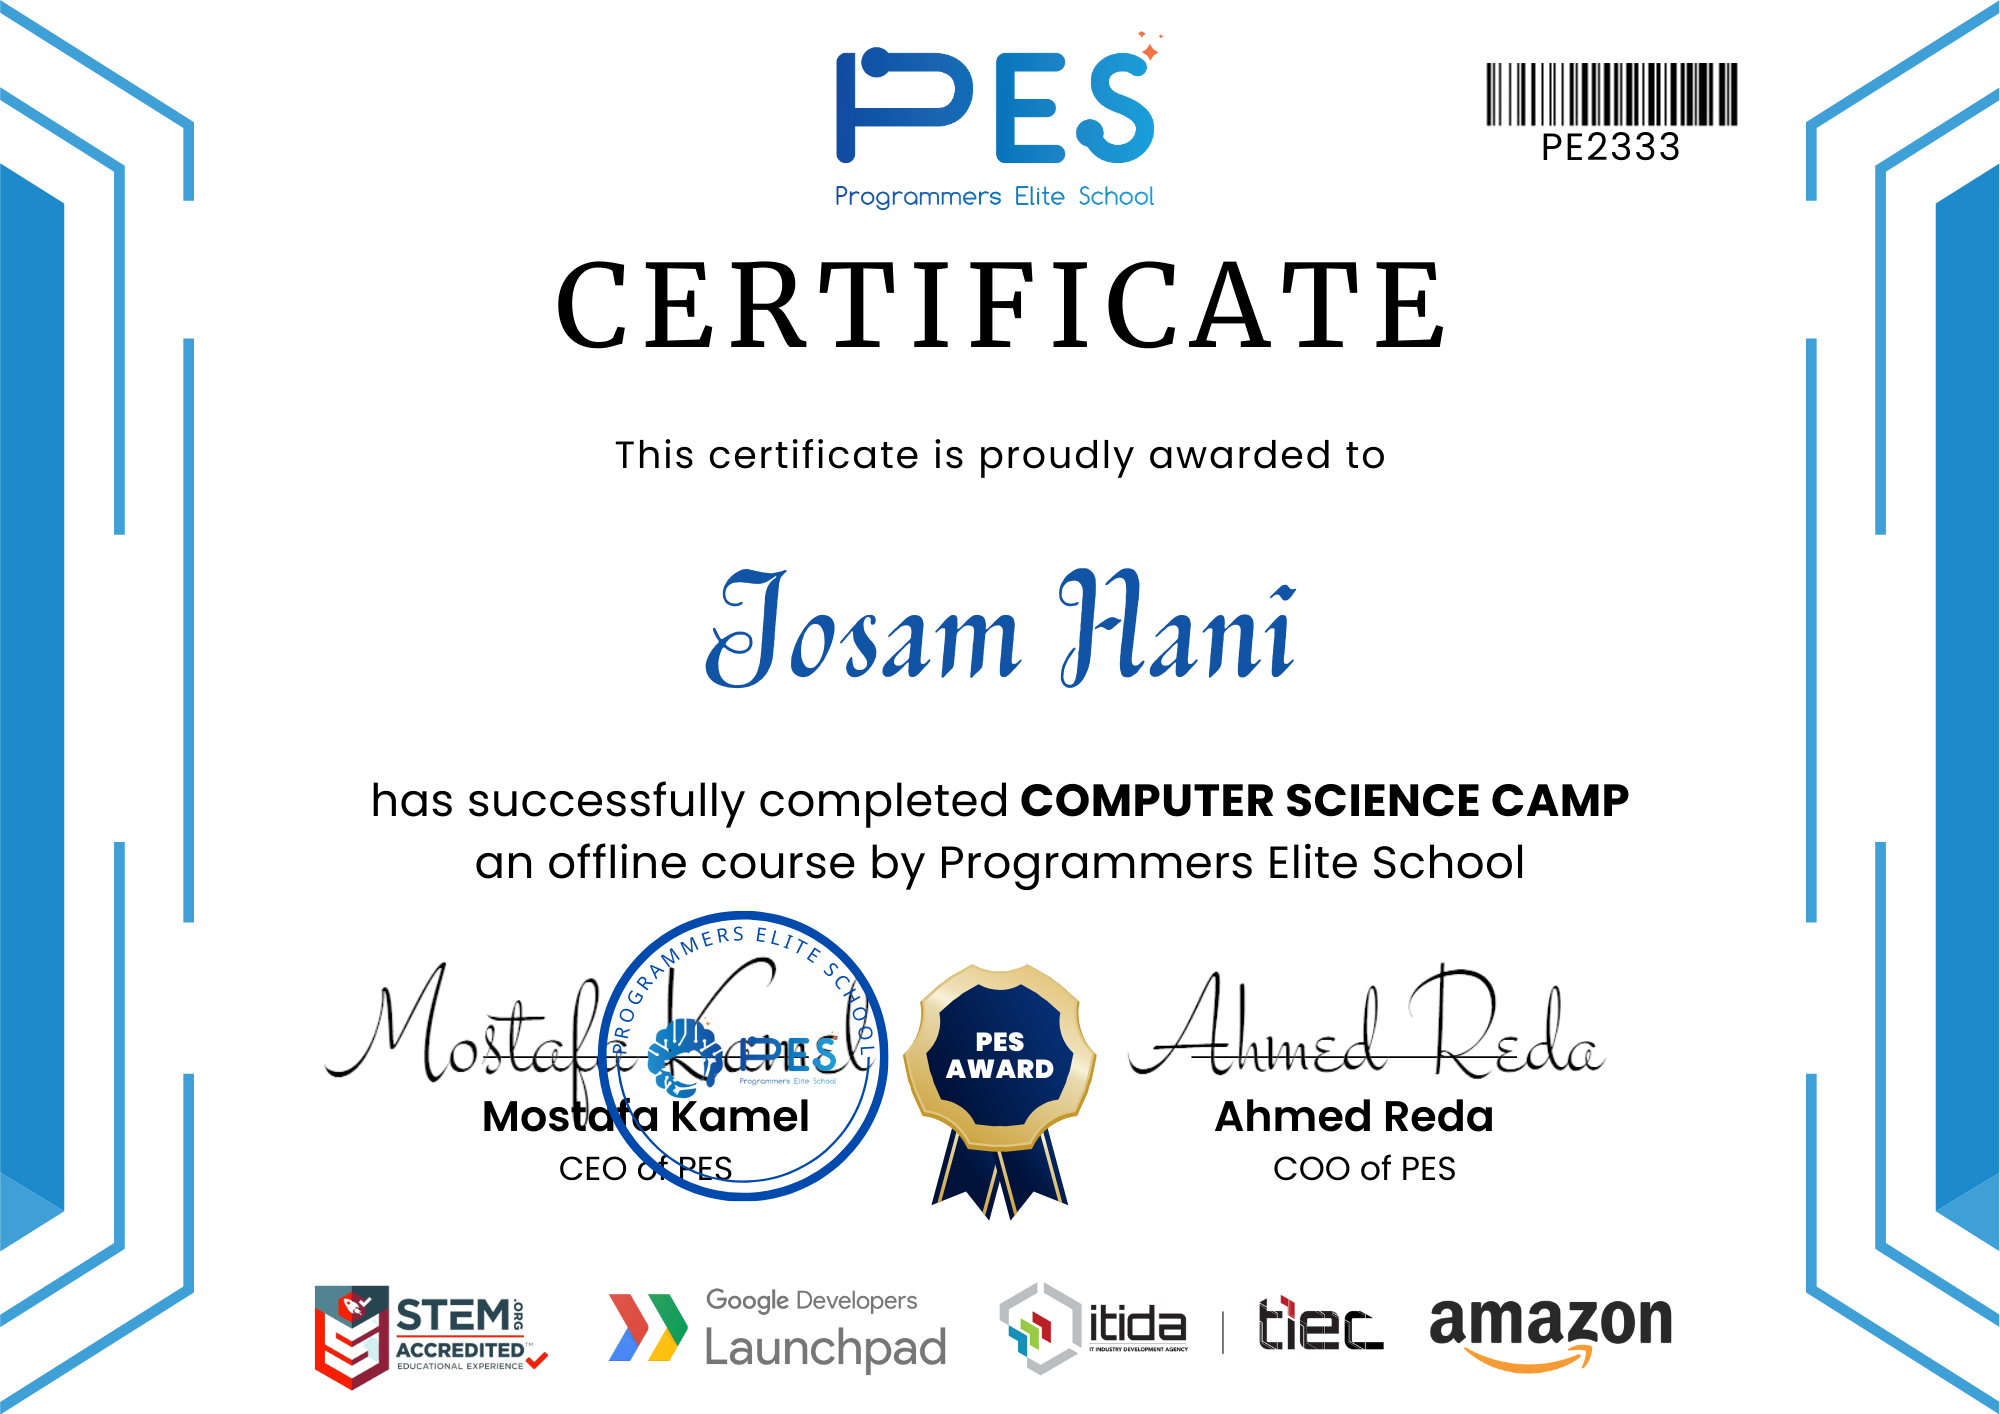 PES
Programmers Elite School
PE2333
CERTIFICATE
This certificate is proudly awarded to
Josam Hani
has successfully completed COMPUTER SCIENCE CAMP
an offline course by Programmers Elite School
Mostafa Kamel
PROGRAMMERS ELITE SCHOOL
PES
Programmers Elite School
PES
AWARD
Ahmed Reda
Mostafa Kamel
CEO of PES
Ahmed Reda
COO of PES
STEM.ORG
ACCREDITED™
EDUCATIONAL EXPERIENCE
Google Developers
Launchpad
itida
IT INDUSTRY DEVELOPMENT AGENCY
tiec
amazon